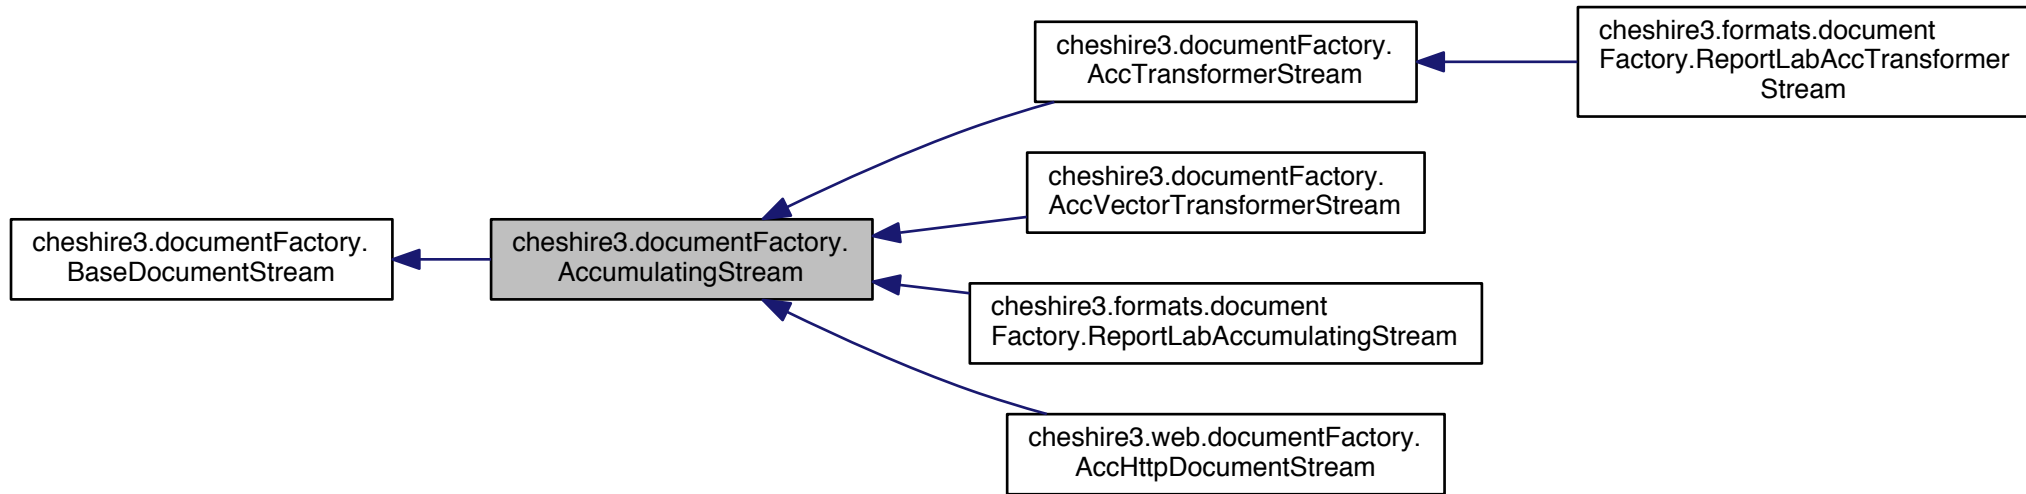 cheshire3.documentFactory.
BaseDocumentStream
cheshire3.documentFactory.
AccumulatingStream
cheshire3.documentFactory.
AccTransformerStream
cheshire3.formats.document
Factory.ReportLabAccTransformer
Stream
cheshire3.documentFactory.
AccVectorTransformerStream
cheshire3.formats.document
Factory.ReportLabAccumulatingStream
cheshire3.web.documentFactory.
AccHttpDocumentStream